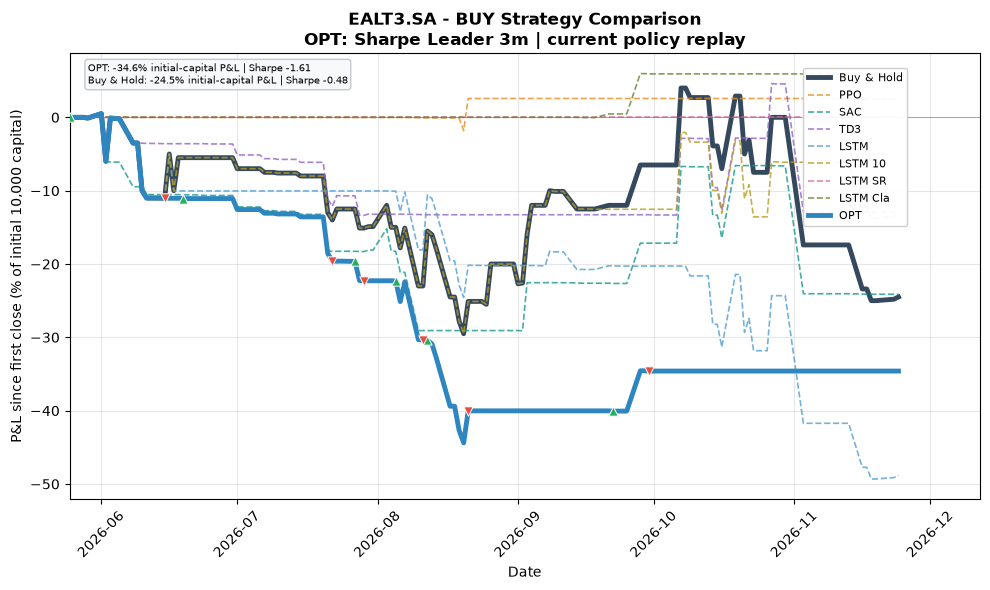 EALT3.SA - BUY Strategy Comparison
OPT: Sharpe Leader 3m | current policy replay
OPT: -34.6% initial-capital P&L | Sharpe -1.61
Buy & Hold: -24.5% initial-capital P&L | Sharpe -0.48
Buy & Hold
PPO
SAC
TD3
LSTM
LSTM 10
LSTM SR
LSTM Cla
OPT
P&L since first close (% of initial 10,000 capital)
0
−10
−20
−30
−40
−50
2026-06
2026-07
2026-08
2026-09
2026-10
2026-11
2026-12
Date